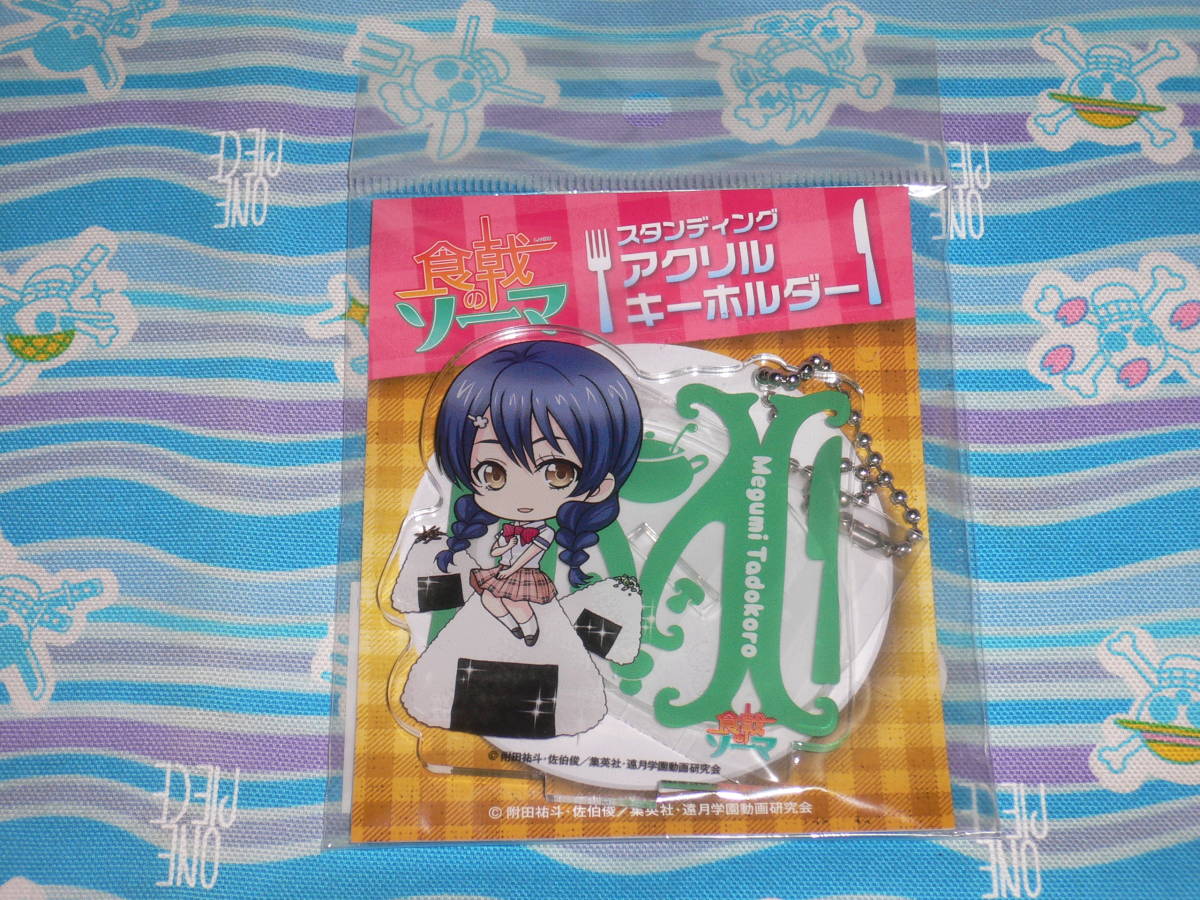 食戟の
ソーマ
スタンディング
アクリル
キーホルダー
Megumi Tadokoro
食戟の
ソーマ
© 附田祐斗・佐伯俊／集英社・遠月学園動画研究会
© 附田祐斗・佐伯俊／集英社・遠月学園動画研究会
ONE
PIECE
ONE
PIECE
ONE
PIECE
ONE
PIECE